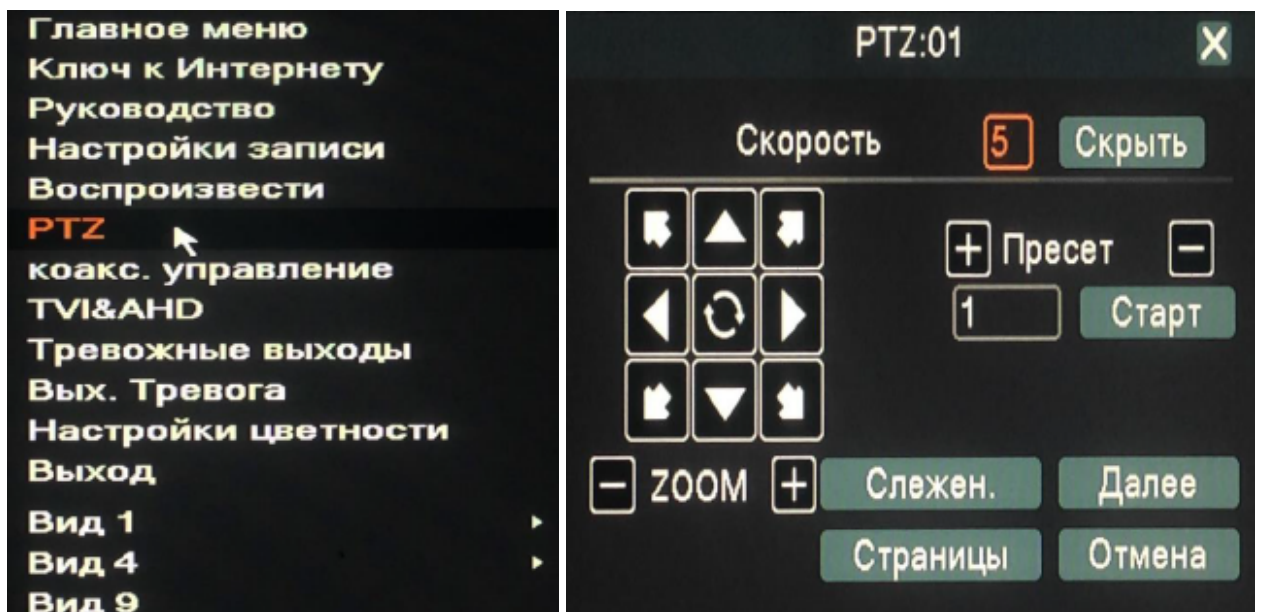 Главное меню
Ключ к Интернету
Руководство
Настройки записи
Воспроизвести
PTZ
коакс. управление
TVI&AHD
Тревожные выходы
Вых. Тревога
Настройки цветности
Выход
Вид 1
Вид 4
Вид 9
PTZ:01 X
Скорость 5 Скрыть
+ Пресет -
1 Старт
- ZOOM + Слежен. Далее
Страницы Отмена